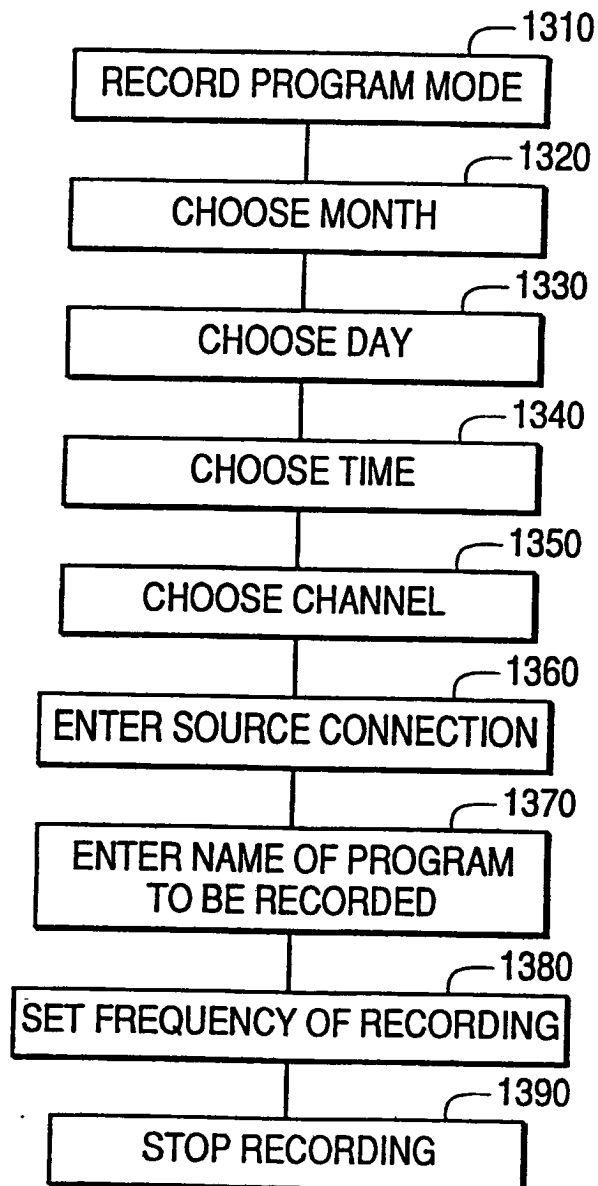 1310
RECORD PROGRAM MODE
1320
CHOOSE MONTH
1330
CHOOSE DAY
1340
CHOOSE TIME
1350
CHOOSE CHANNEL
1360
ENTER SOURCE CONNECTION
1370
ENTER NAME OF PROGRAM
TO BE RECORDED
1380
SET FREQUENCY OF RECORDING
1390
STOP RECORDING